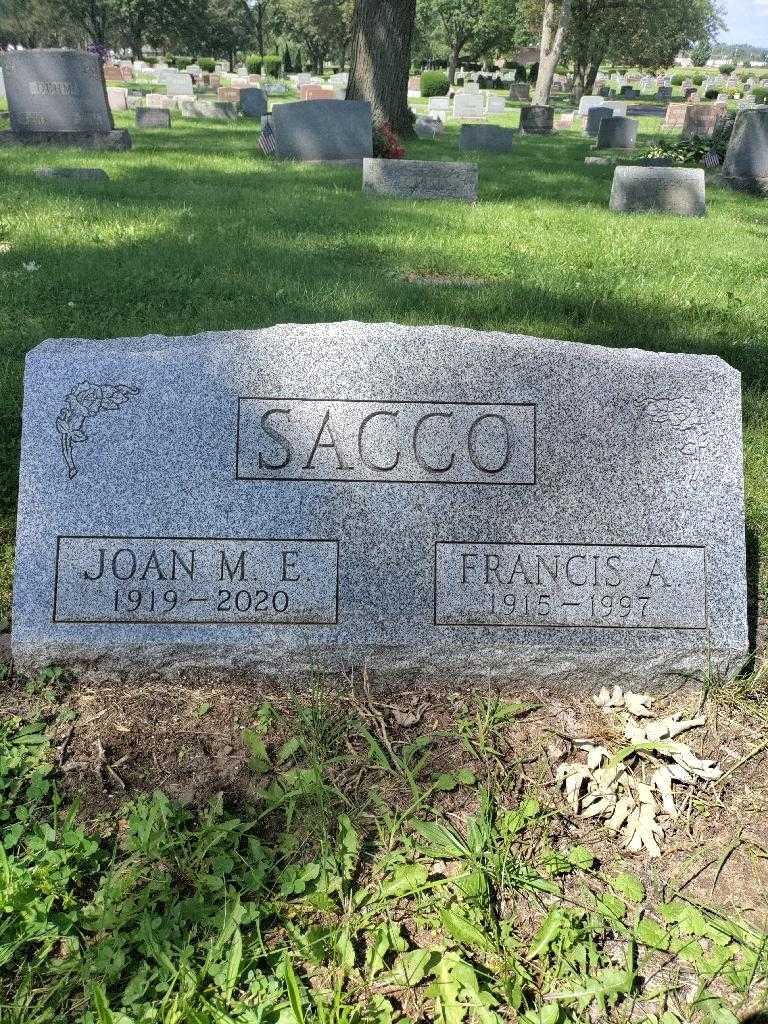 SACCO
JOAN M. E.
1919 – 2020
FRANCIS A.
1915 – 1997